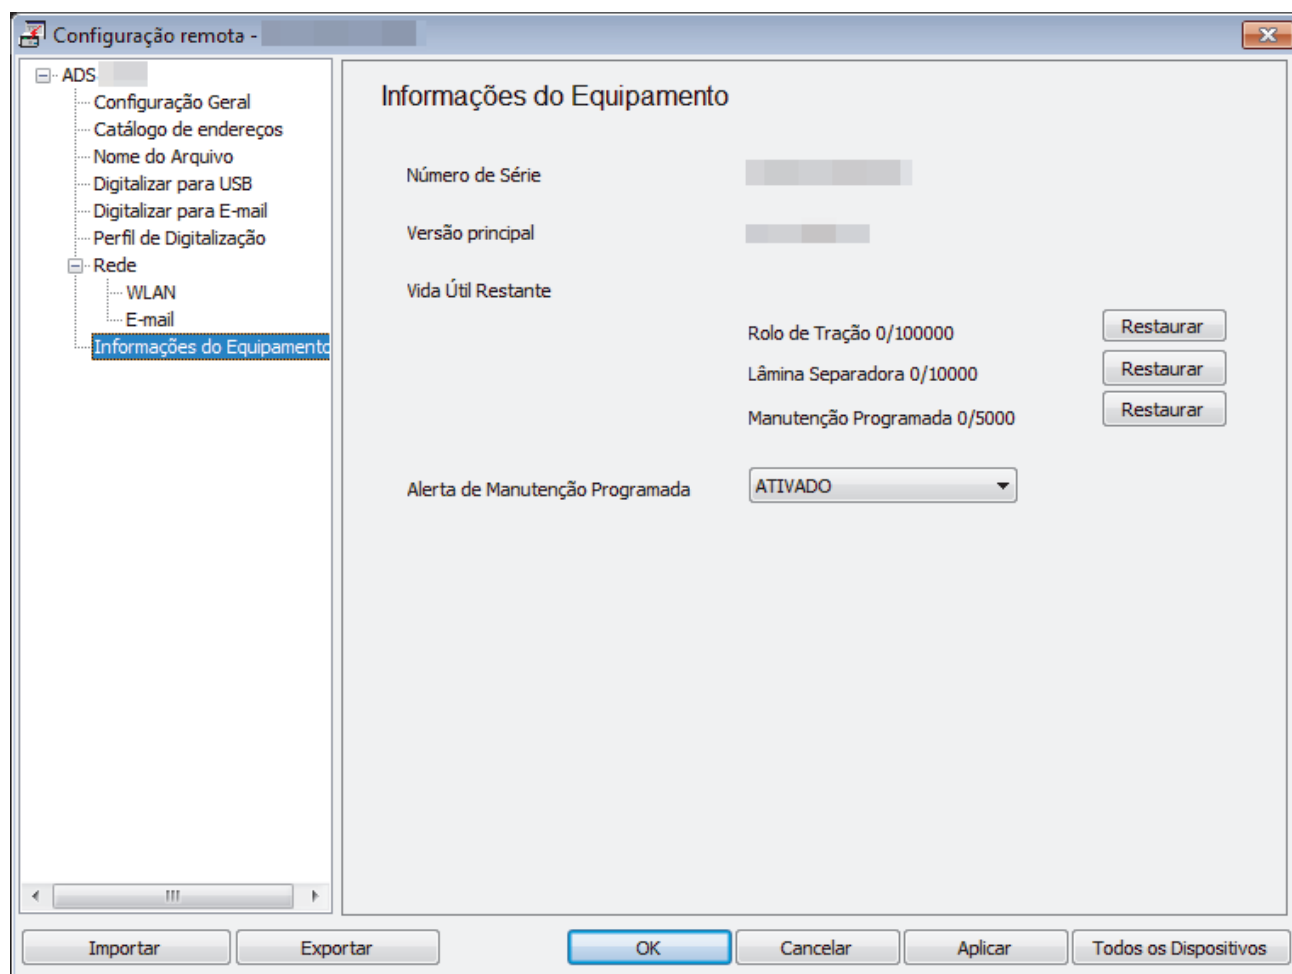 Configuração remota -
ADS
Configuração Geral
Catálogo de endereços
Nome do Arquivo
Digitalizar para USB
Digitalizar para E-mail
Perfil de Digitalização
Rede
WLAN
E-mail
Informações do Equipamento
Informações do Equipamento
Número de Série
Versão principal
Vida Útil Restante
Rolo de Tração 0/100000 Restaurar
Lâmina Separadora 0/10000 Restaurar
Manutenção Programada 0/5000 Restaurar
Alerta de Manutenção Programada ATIVADO
Importar Exportar OK Cancelar Aplicar Todos os Dispositivos